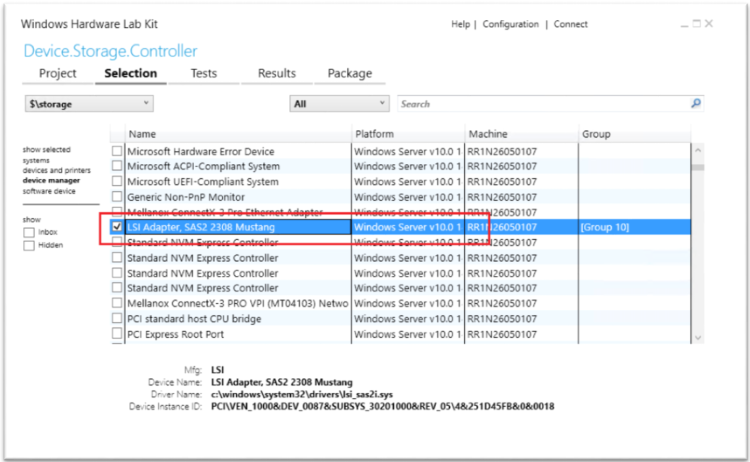 Windows Hardware Lab Kit
Help | Configuration | Connect
Device.Storage.Controller
Project Selection Tests Results Package
$\storage
All
Search
show selected
systems
devices and printers
device manager
software device
show
Inbox
Hidden
Name Platform Machine Group
Microsoft Hardware Error Device Windows Server v10.0 1 RR1N26050107
Microsoft ACPI-Compliant System Windows Server v10.0 1 RR1N26050107
Microsoft UEFI-Compliant System Windows Server v10.0 1 RR1N26050107
Generic Non-PnP Monitor Windows Server v10.0 1 RR1N26050107
Mellanox ConnectX-3 Pro Ethernet Adapter Windows Server v10.0 1 RR1N26050107
LSI Adapter, SAS2 2308 Mustang Windows Server v10.0 1 RR1N26050107 [Group 10]
Standard NVM Express Controller Windows Server v10.0 1 RR1N26050107
Standard NVM Express Controller Windows Server v10.0 1 RR1N26050107
Standard NVM Express Controller Windows Server v10.0 1 RR1N26050107
Standard NVM Express Controller Windows Server v10.0 1 RR1N26050107
Mellanox ConnectX-3 PRO VPI (MT04103) Netwo Windows Server v10.0 1 RR1N26050107
PCI standard host CPU bridge Windows Server v10.0 1 RR1N26050107
PCI Express Root Port Windows Server v10.0 1 RR1N26050107
Mfg: LSI
Device Name: LSI Adapter, SAS2 2308 Mustang
Driver Name: c:\windows\system32\drivers\lsi_sas2i.sys
Device Instance ID: PCI\VEN_1000&DEV_0087&SUBSYS_30201000&REV_05\4&251D45FB&0&0018